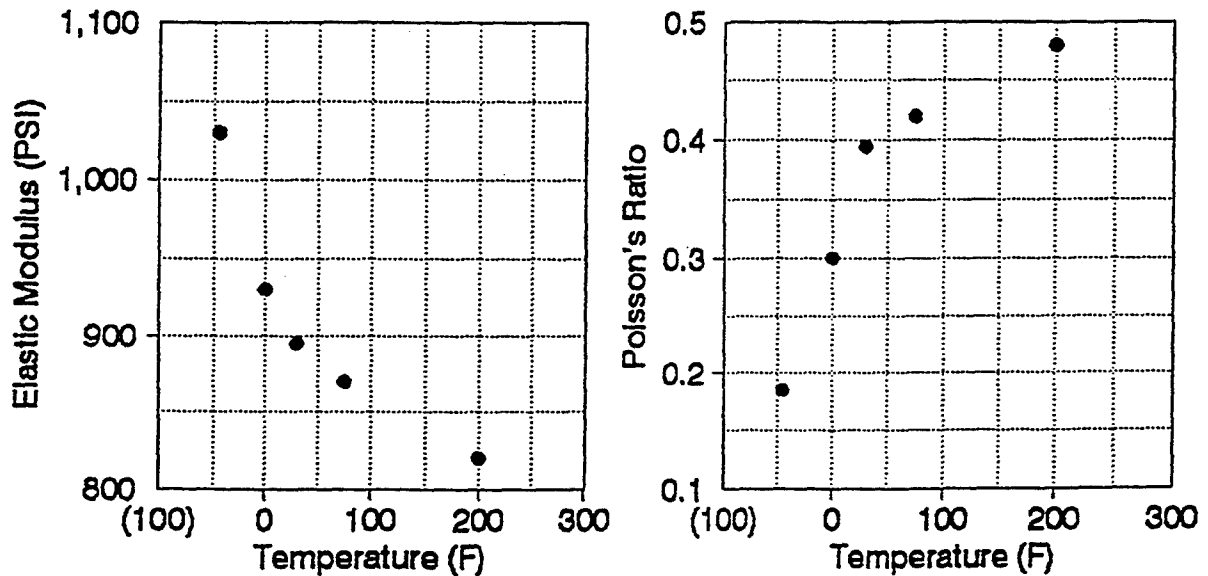 Elastic Modulus (PSI)
1,100
1,000
900
800
(100) 0 100 200 300
Temperature (F)
Poisson's Ratio
0.5
0.4
0.3
0.2
0.1
(100) 0 100 200 300
Temperature (F)